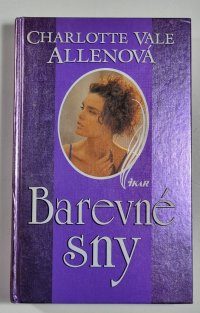 CHARLOTTE VALE
ALLENOVÁ
IKAR
Barevné
sny